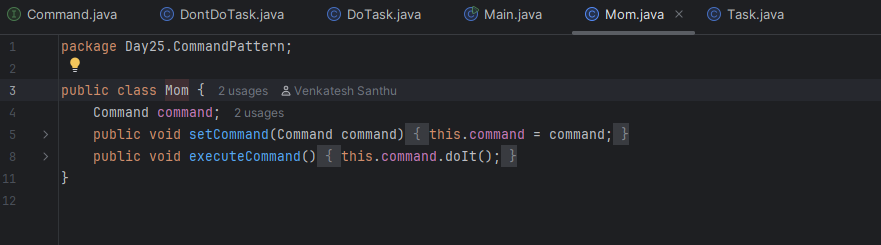 Command.java DontDoTask.java DoTask.java Main.java Mom.java × Task.java
1 package Day25.CommandPattern;
2
3 public class Mom { 2 usages Venkatesh Santhu
4 Command command; 2 usages
5 public void setCommand(Command command) { this.command = command; }
8 public void executeCommand() { this.command.doIt(); }
11 }
12